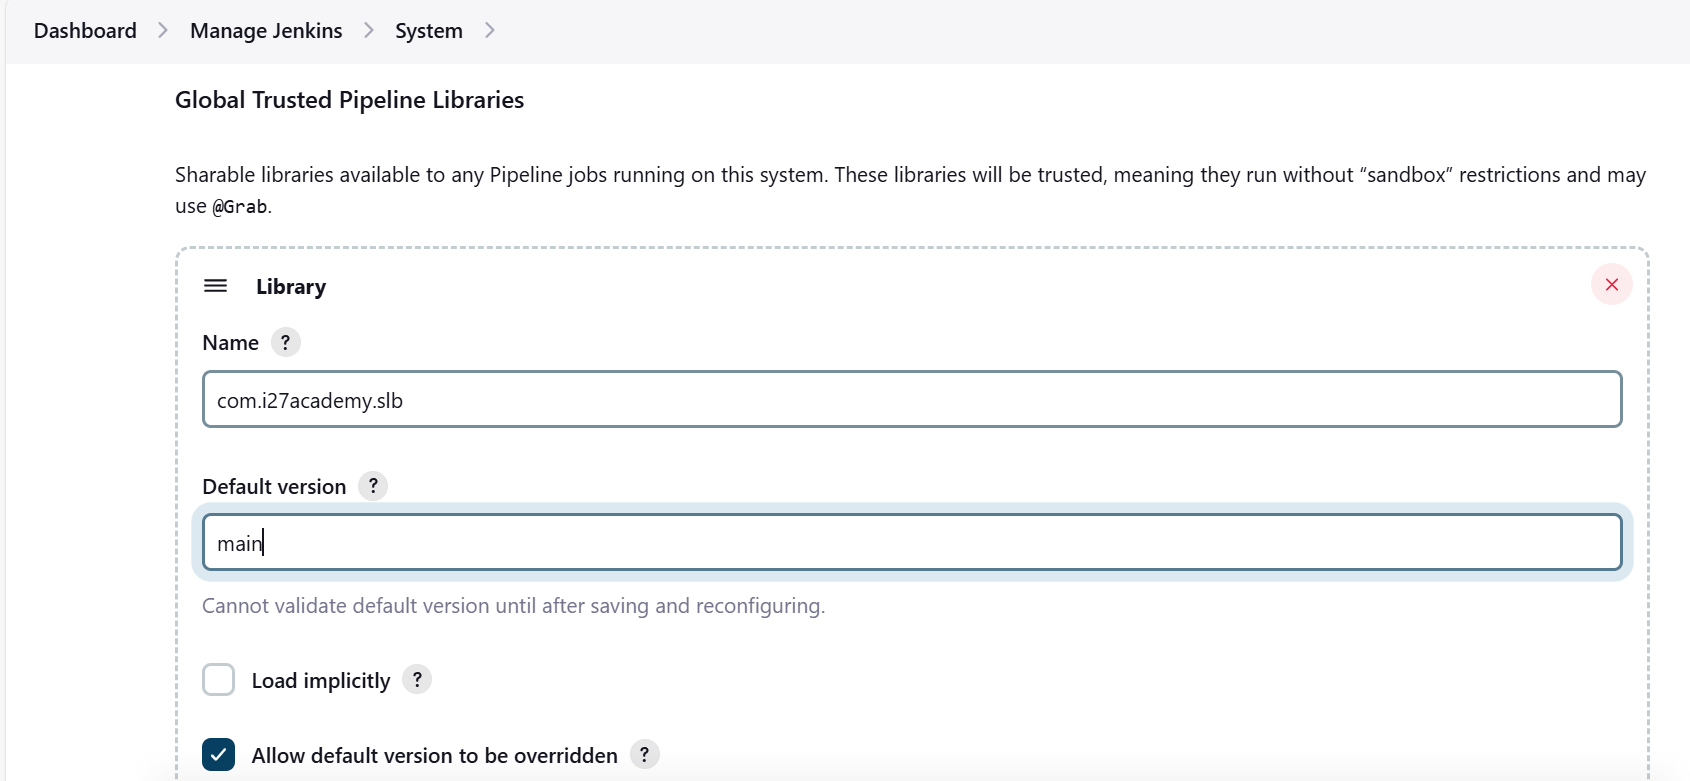 Dashboard > Manage Jenkins > System >
Global Trusted Pipeline Libraries
Sharable libraries available to any Pipeline jobs running on this system. These libraries will be trusted, meaning they run without “sandbox” restrictions and may
use @Grab.
Library
Name ?
com.i27academy.slb
Default version ?
main
Cannot validate default version until after saving and reconfiguring.
Load implicitly ?
Allow default version to be overridden ?